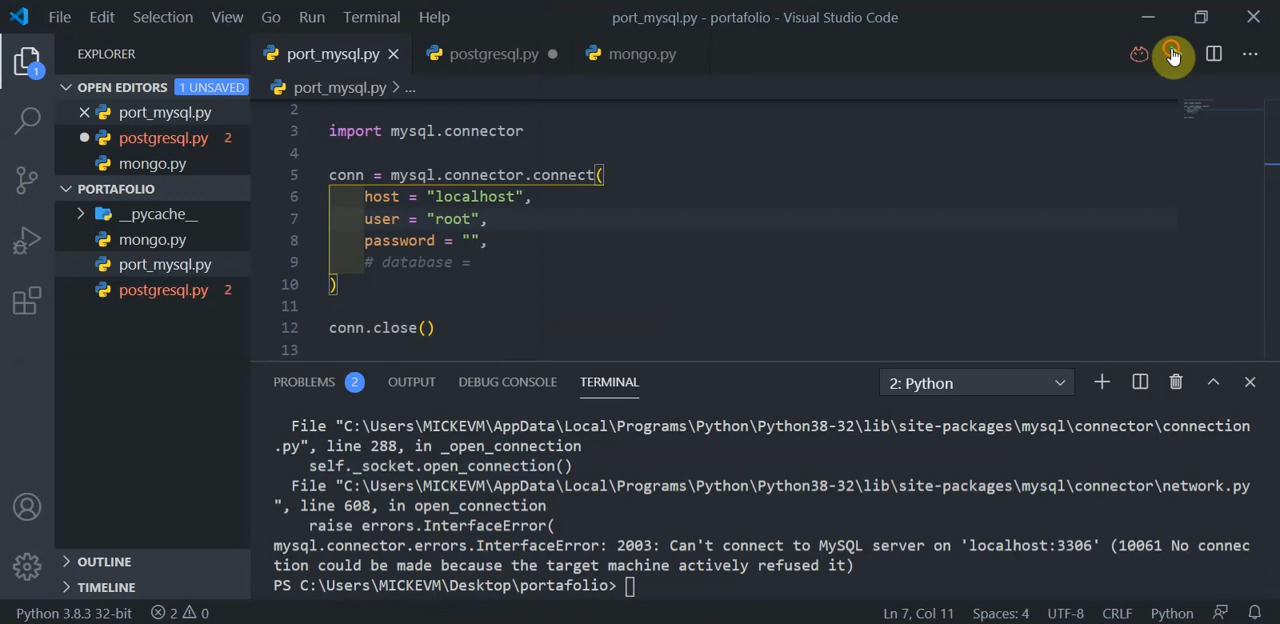 File Edit Selection View Go Run Terminal Help
port_mysql.py - portafolio - Visual Studio Code
EXPLORER
port_mysql.py
postgresql.py
mongo.py
OPEN EDITORS 1 UNSAVED
port_mysql.py
postgresql.py 2
mongo.py
PORTAFOLIO
__pycache__
mongo.py
port_mysql.py
postgresql.py 2
OUTLINE
TIMELINE
1
port_mysql.py > ...
2
3 import mysql.connector
4
5 conn = mysql.connector.connect(
6 host = "localhost",
7 user = "root",
8 password = "",
9 # database =
10 )
11
12 conn.close()
13
PROBLEMS 2 OUTPUT DEBUG CONSOLE TERMINAL 2: Python
File "C:\Users\MICKEVM\AppData\Local\Programs\Python\Python38-32\lib\site-packages\mysql\connector\connection
.py", line 288, in _open_connection
self._socket.open_connection()
File "C:\Users\MICKEVM\AppData\Local\Programs\Python\Python38-32\lib\site-packages\mysql\connector\network.py
", line 608, in open_connection
raise errors.InterfaceError(
mysql.connector.errors.InterfaceError: 2003: Can't connect to MySQL server on 'localhost:3306' (10061 No connec
tion could be made because the target machine actively refused it)
PS C:\Users\MICKEVM\Desktop\portafolio>
Python 3.8.3 32-bit 2 0 Ln 7, Col 11 Spaces: 4 UTF-8 CRLF Python